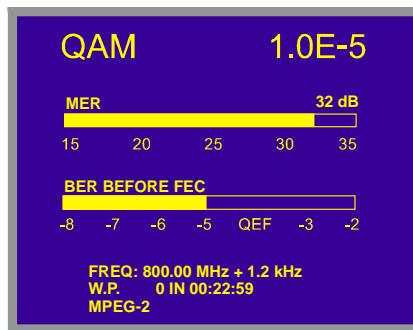 QAM 1.0E-5
MER 32 dB
15 20 25 30 35
BER BEFORE FEC
-8 -7 -6 -5 QEF -3 -2
FREQ: 800.00 MHz + 1.2 kHz
W.P. 0 IN 00:22:59
MPEG-2